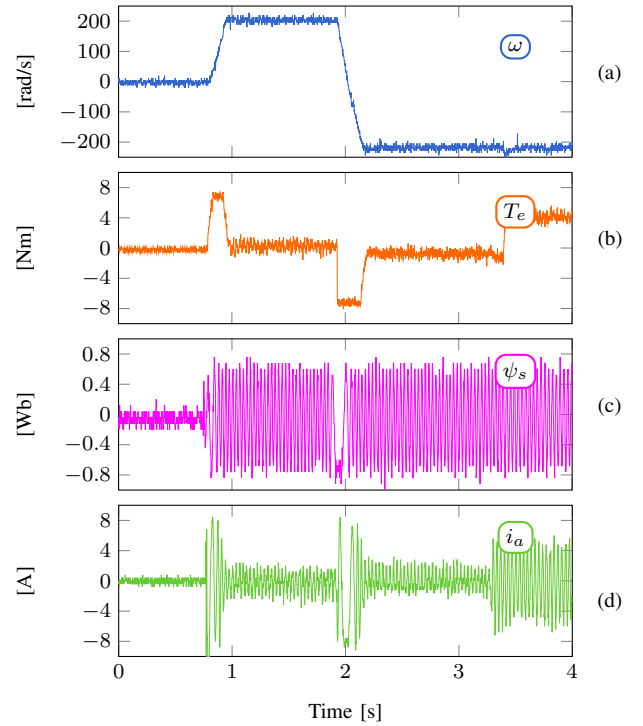 200
100
0
−100
−200
[rad/s]
ω
(a)
8
4
0
−4
−8
[Nm]
T_e
(b)
0.8
0.4
0
−0.4
−0.8
[Wb]
ψ_s
(c)
8
4
0
−4
−8
[A]
i_a
(d)
0 1 2 3 4
Time [s]